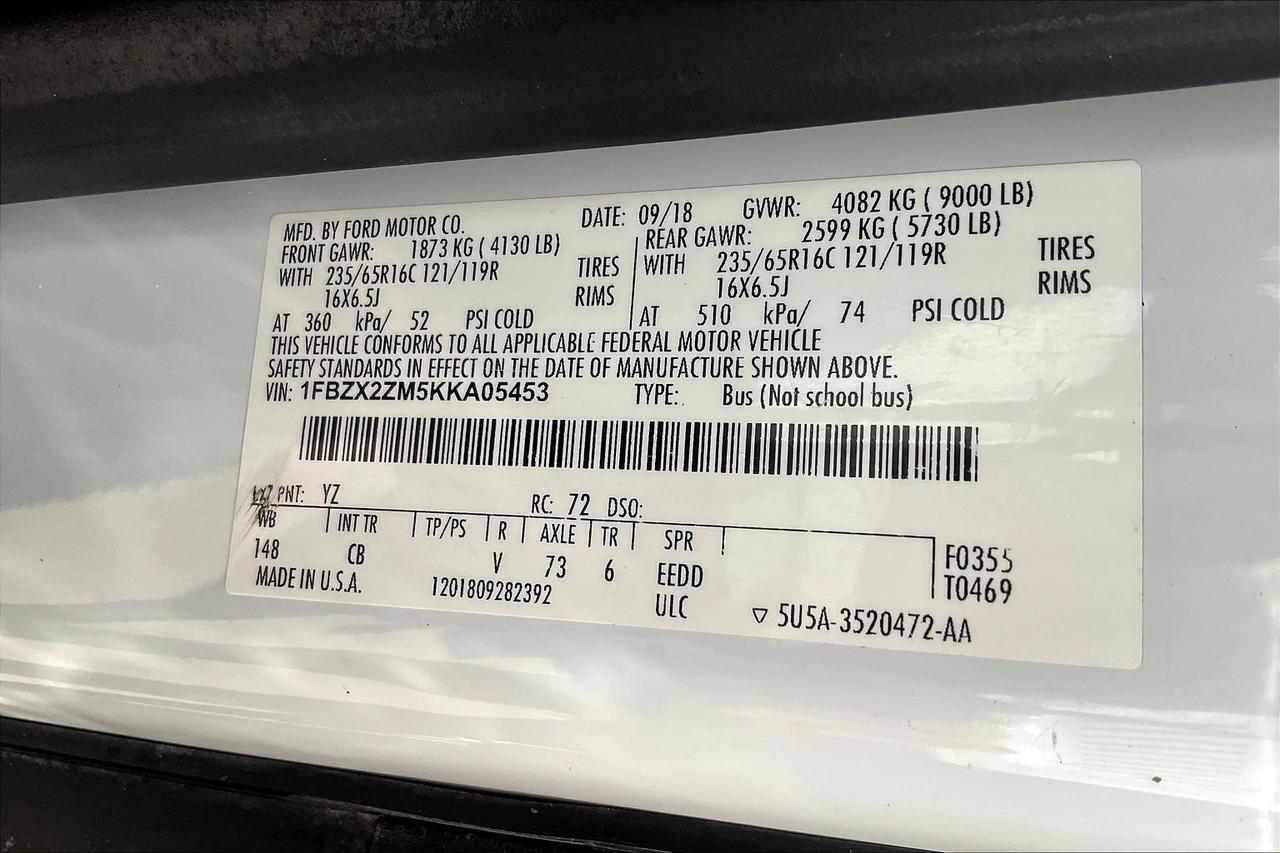 MFD. BY FORD MOTOR CO. DATE: 09/18 GVWR: 4082 KG ( 9000 LB)
FRONT GAWR: 1873 KG ( 4130 LB) REAR GAWR: 2599 KG ( 5730 LB)
WITH 235/65R16C 121/119R TIRES WITH 235/65R16C 121/119R TIRES
16X6.5J RIMS 16X6.5J RIMS
AT 360 kPa/ 52 PSI COLD AT 510 kPa/ 74 PSI COLD
THIS VEHICLE CONFORMS TO ALL APPLICABLE FEDERAL MOTOR VEHICLE
SAFETY STANDARDS IN EFFECT ON THE DATE OF MANUFACTURE SHOWN ABOVE.
VIN: 1FBZX2ZM5KKA05453 TYPE: Bus (Not school bus)
PNT: YZ RC: 72 DSO:
WB INT TR TP/PS R AXLE TR SPR
148 CB V 73 6 EEDD F0355
MADE IN U.S.A. 1201809282392 ULC T0469
▽ 5U5A-3520472-AA